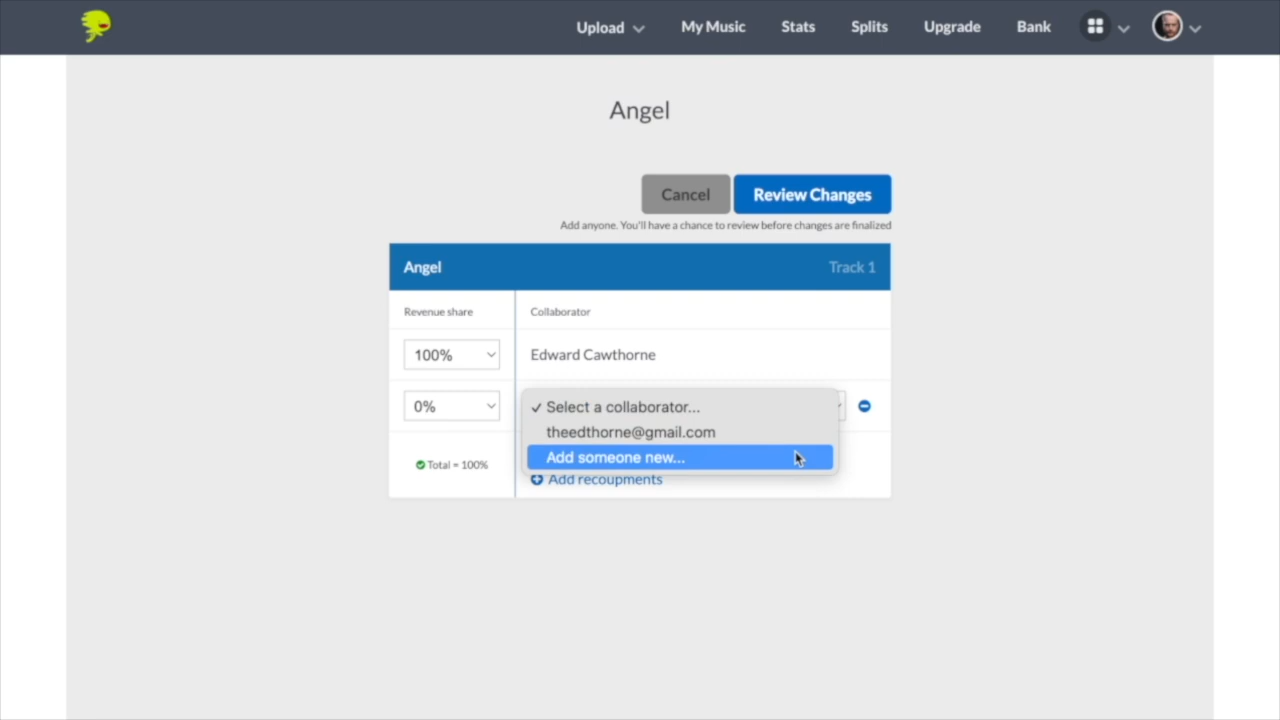 Upload My Music Stats Splits Upgrade Bank
Angel
Cancel Review Changes
Add anyone. You'll have a chance to review before changes are finalized
Angel Track 1
Revenue share Collaborator
100% Edward Cawthorne
0% ✓ Select a collaborator...
theedthorne@gmail.com
Add someone new...
Total = 100%
Add recoupments